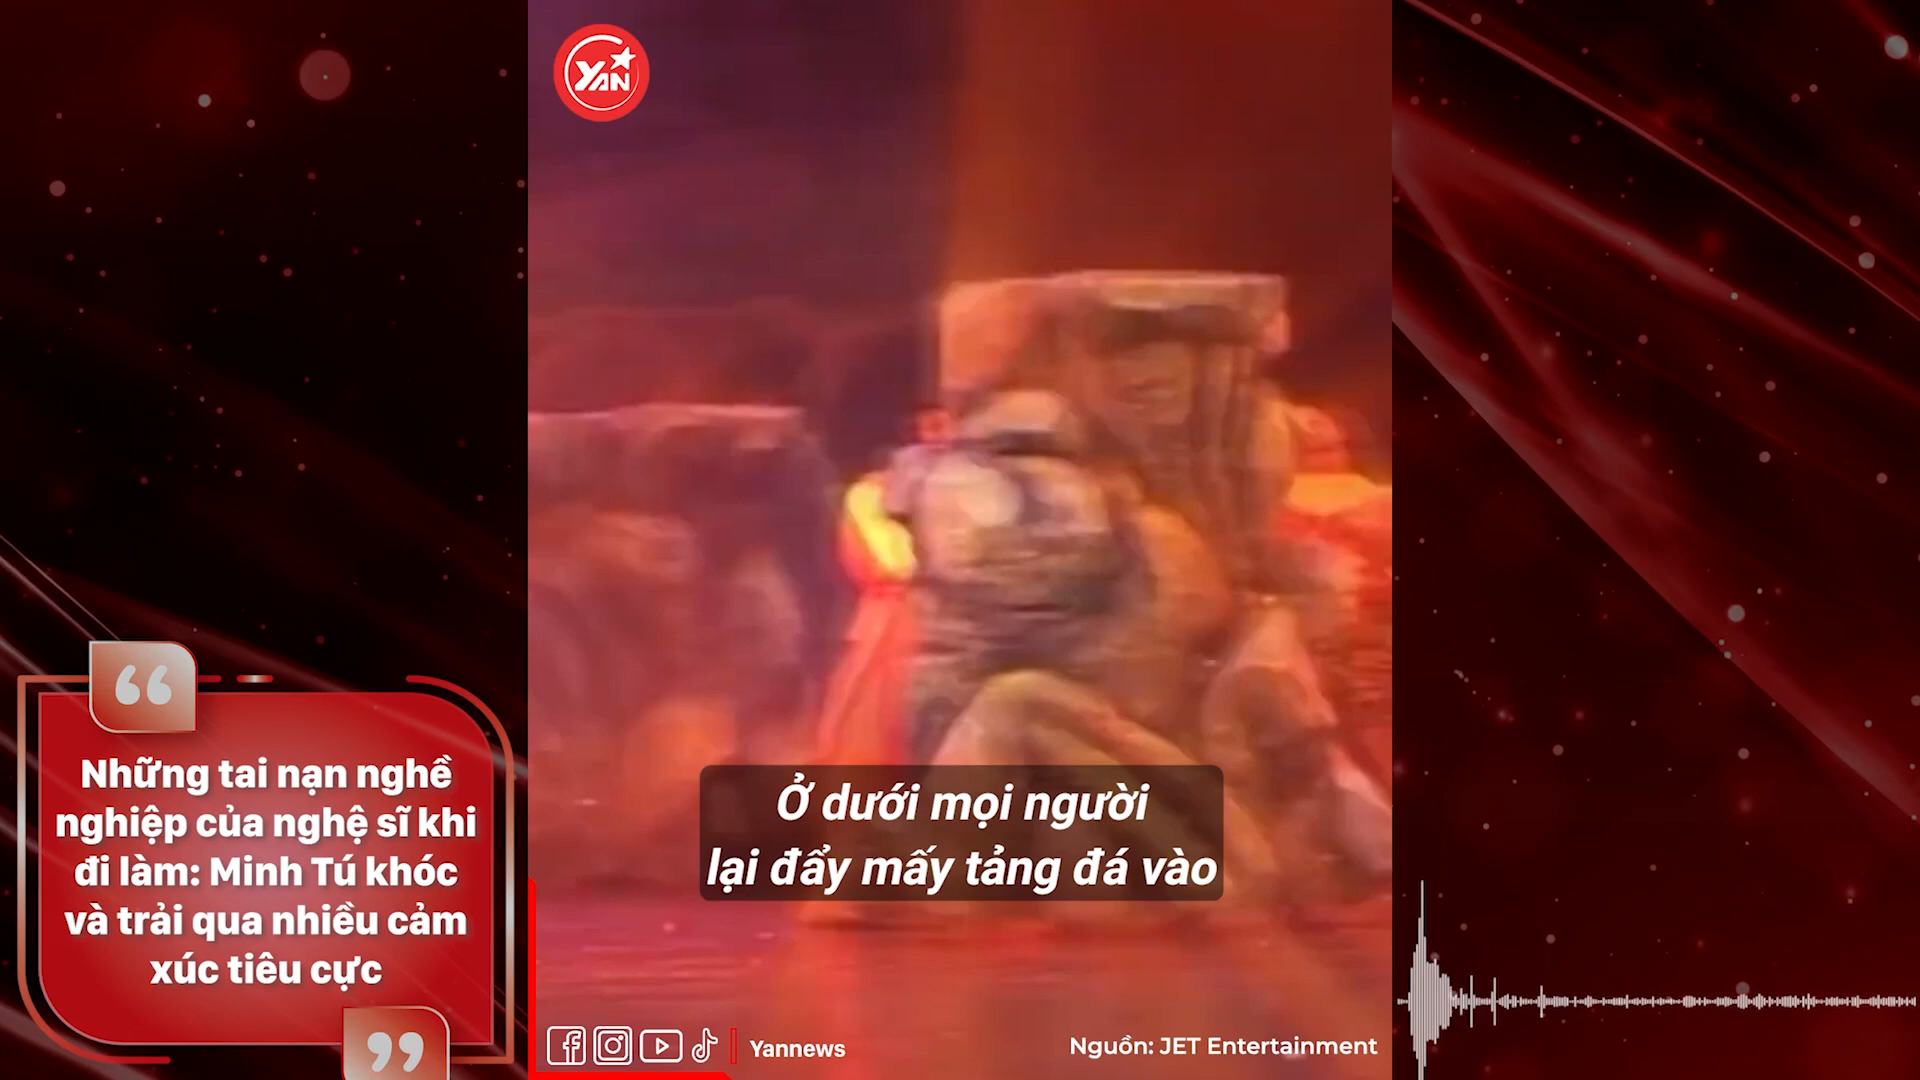 YAN
Ở dưới mọi người
lại đẩy mấy tảng đá vào
Những tai nạn nghề
nghiệp của nghệ sĩ khi
đi làm: Minh Tú khóc
và trải qua nhiều cảm
xúc tiêu cực
Yannews
Nguồn: JET Entertainment